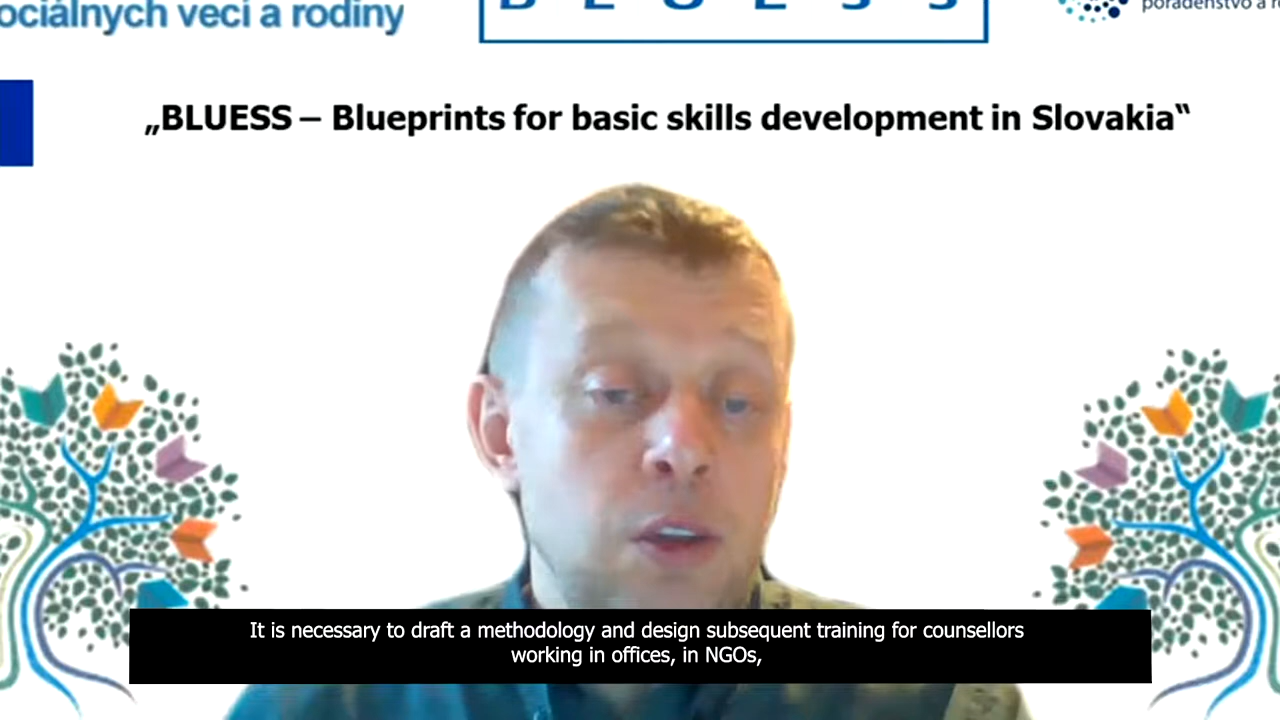 ociálnych vecí a rodiny
BLUESS
poradenstvo a r
„BLUESS – Blueprints for basic skills development in Slovakia“
It is necessary to draft a methodology and design subsequent training for counsellors
working in offices, in NGOs,